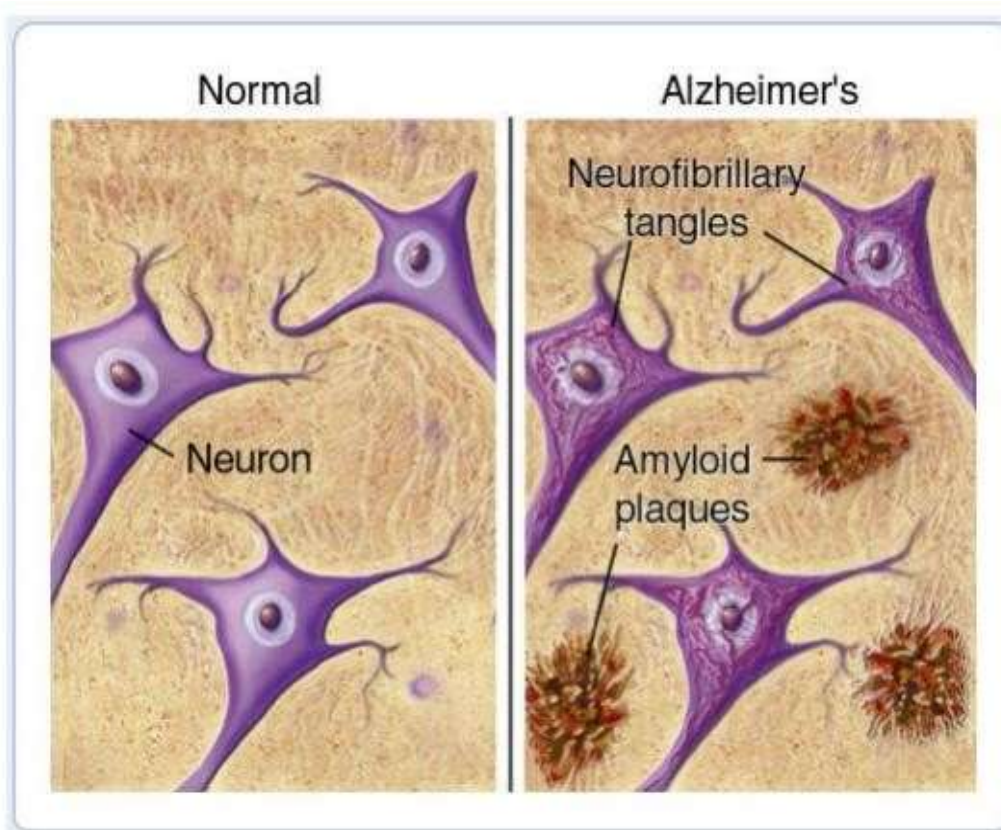 Normal
Neuron
Alzheimer's
Neurofibrillary
tangles
Amyloid
plaques